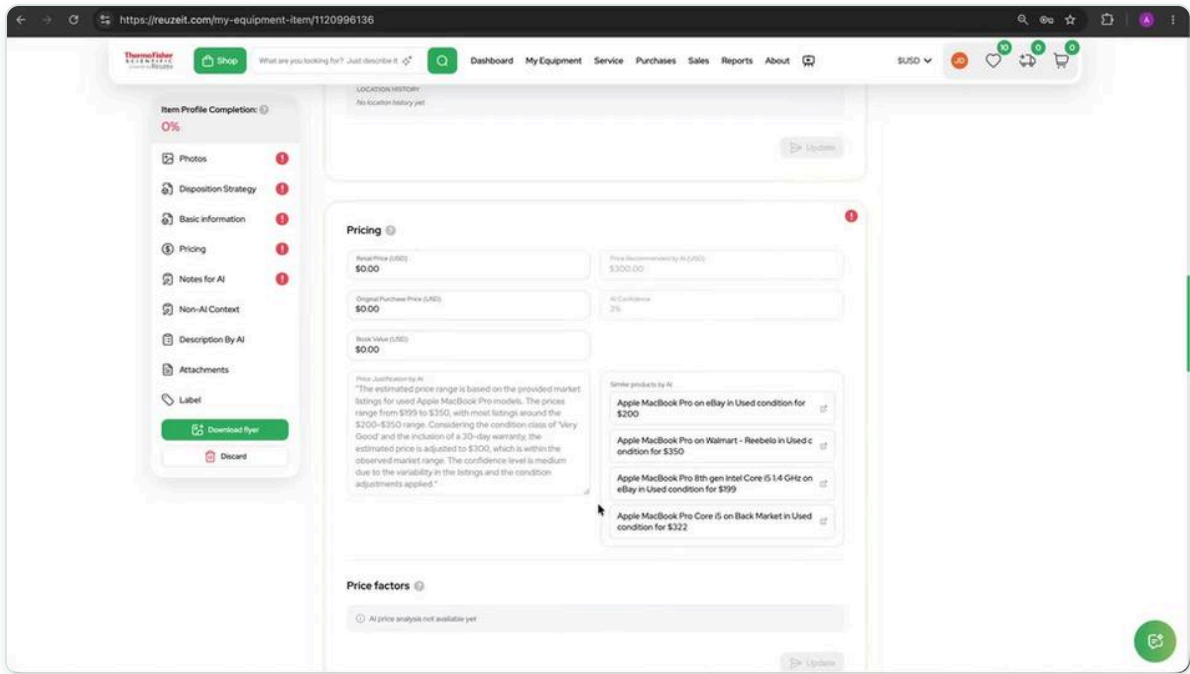 https://reuzeit.com/my-equipment-item/1120996136
A
ThermoFisher
SCIENTIFIC
Shop
What are you looking for? Just describe it
Dashboard
My Equipment
Service
Purchases
Sales
Reports
About
$USD
JD
10
0
0
Item Profile Completion:
0%
Photos
Disposition Strategy
Basic information
Pricing
Notes for AI
Non-AI Context
Description By AI
Attachments
Label
Download flyer
Discard
LOCATION HISTORY
No location history yet
Update
Pricing
Resal Price (USD)
$0.00
Price Recommended by AI (USD)
$300.00
Original Purchase Price (USD)
$0.00
AI Confidence
Book Value (USD)
$0.00
Price Justification by AI
"The estimated price range is based on the provided market
listings for used Apple MacBook Pro models. The prices
range from $199 to $350, with most listings around the
$200-$350 range. Considering the condition class of 'Very
Good' and the inclusion of a 30-day warranty, the
estimated price is adjusted to $300, which is within the
observed market range. The confidence level is medium
due to the variability in the listings and the condition
adjustments applied."
Similar products by AI
Apple MacBook Pro on eBay in Used condition for
$200
Apple MacBook Pro on Walmart - Reebelo in Used c
ondition for $350
Apple MacBook Pro 8th gen Intel Core i5 1.4 GHz on
eBay in Used condition for $199
Apple MacBook Pro Core i5 on Back Market in Used
condition for $322
Price factors
AI price analysis not available yet
Update